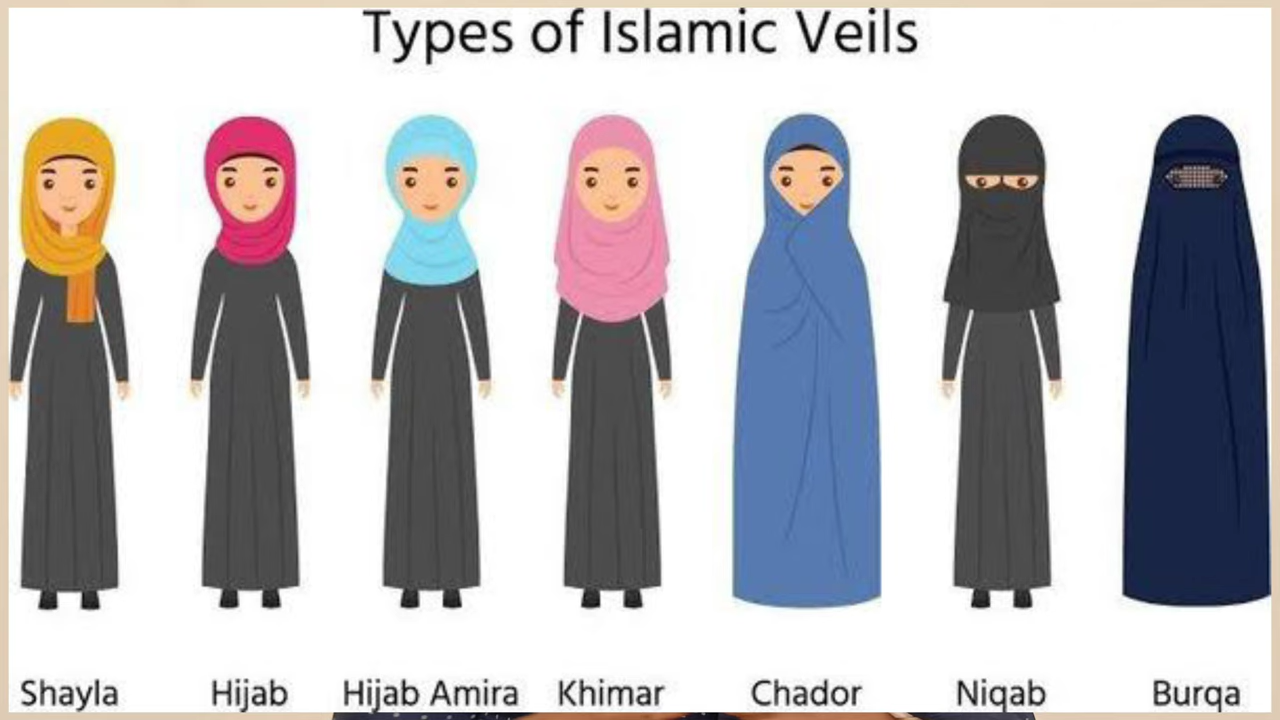 Types of Islamic Veils
Shayla Hijab Hijab Amira Khimar Chador Niqab Burqa